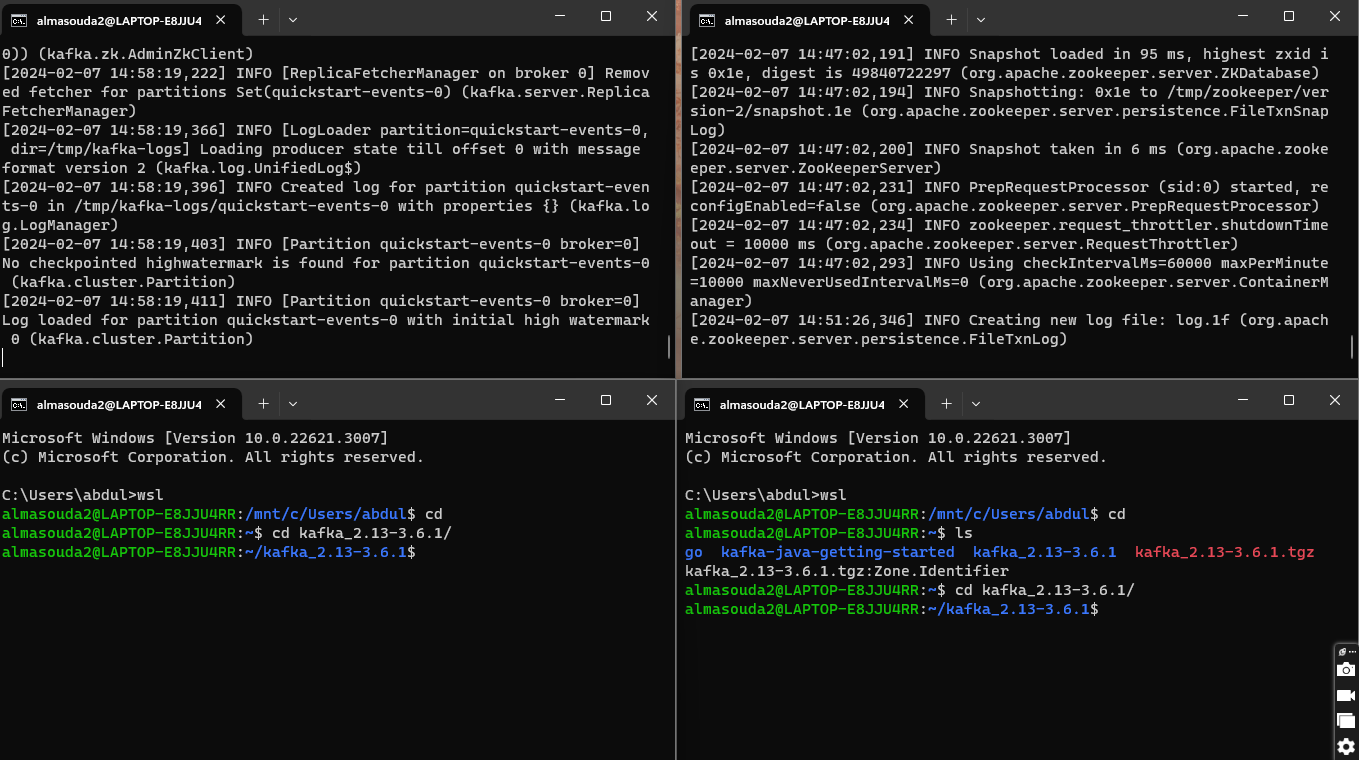 almasouda2@LAPTOP-E8JJU4
0)) (kafka.zk.AdminZkClient)
[2024-02-07 14:58:19,222] INFO [ReplicaFetcherManager on broker 0] Remov
ed fetcher for partitions Set(quickstart-events-0) (kafka.server.Replica
FetcherManager)
[2024-02-07 14:58:19,366] INFO [LogLoader partition=quickstart-events-0,
 dir=/tmp/kafka-logs] Loading producer state till offset 0 with message
format version 2 (kafka.log.UnifiedLog$)
[2024-02-07 14:58:19,396] INFO Created log for partition quickstart-even
ts-0 in /tmp/kafka-logs/quickstart-events-0 with properties {} (kafka.lo
g.LogManager)
[2024-02-07 14:58:19,403] INFO [Partition quickstart-events-0 broker=0]
No checkpointed highwatermark is found for partition quickstart-events-0
 (kafka.cluster.Partition)
[2024-02-07 14:58:19,411] INFO [Partition quickstart-events-0 broker=0]
Log loaded for partition quickstart-events-0 with initial high watermark
 0 (kafka.cluster.Partition)
almasouda2@LAPTOP-E8JJU4
[2024-02-07 14:47:02,191] INFO Snapshot loaded in 95 ms, highest zxid i
s 0x1e, digest is 49840722297 (org.apache.zookeeper.server.ZKDatabase)
[2024-02-07 14:47:02,194] INFO Snapshotting: 0x1e to /tmp/zookeeper/ver
sion-2/snapshot.1e (org.apache.zookeeper.server.persistence.FileTxnSnap
Log)
[2024-02-07 14:47:02,200] INFO Snapshot taken in 6 ms (org.apache.zooke
eper.server.ZooKeeperServer)
[2024-02-07 14:47:02,231] INFO PrepRequestProcessor (sid:0) started, re
configEnabled=false (org.apache.zookeeper.server.PrepRequestProcessor)
[2024-02-07 14:47:02,234] INFO zookeeper.request_throttler.shutdownTime
out = 10000 ms (org.apache.zookeeper.server.RequestThrottler)
[2024-02-07 14:47:02,293] INFO Using checkIntervalMs=60000 maxPerMinute
=10000 maxNeverUsedIntervalMs=0 (org.apache.zookeeper.server.ContainerM
anager)
[2024-02-07 14:51:26,346] INFO Creating new log file: log.1f (org.apach
e.zookeeper.server.persistence.FileTxnLog)
almasouda2@LAPTOP-E8JJU4
Microsoft Windows [Version 10.0.22621.3007]
(c) Microsoft Corporation. All rights reserved.
C:\Users\abdul>wsl
almasouda2@LAPTOP-E8JJU4RR:/mnt/c/Users/abdul$ cd
almasouda2@LAPTOP-E8JJU4RR:~$ cd kafka_2.13-3.6.1/
almasouda2@LAPTOP-E8JJU4RR:~/kafka_2.13-3.6.1$
almasouda2@LAPTOP-E8JJU4
Microsoft Windows [Version 10.0.22621.3007]
(c) Microsoft Corporation. All rights reserved.
C:\Users\abdul>wsl
almasouda2@LAPTOP-E8JJU4RR:/mnt/c/Users/abdul$ cd
almasouda2@LAPTOP-E8JJU4RR:~$ ls
go  kafka-java-getting-started  kafka_2.13-3.6.1  kafka_2.13-3.6.1.tgz
kafka_2.13-3.6.1.tgz:Zone.Identifier
almasouda2@LAPTOP-E8JJU4RR:~$ cd kafka_2.13-3.6.1/
almasouda2@LAPTOP-E8JJU4RR:~/kafka_2.13-3.6.1$